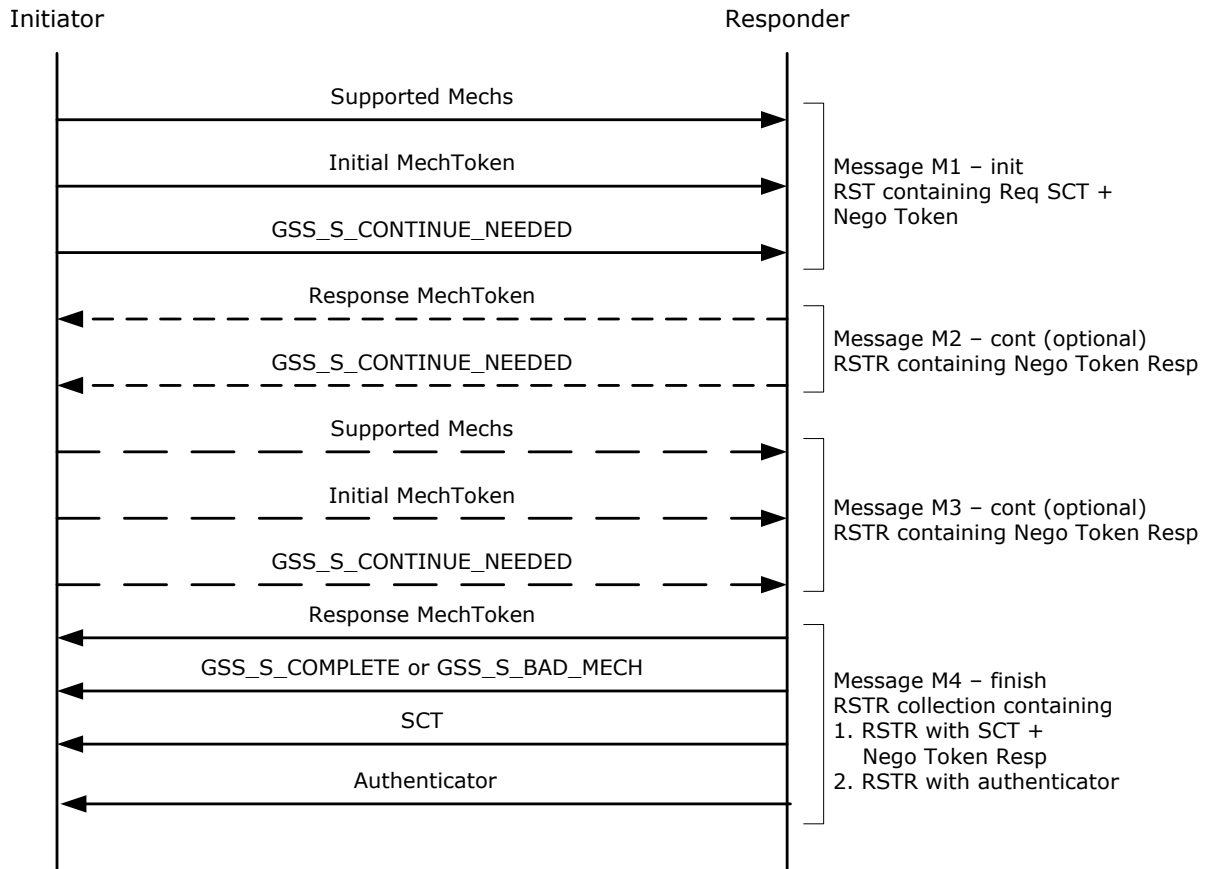 Initiator
Responder
Supported Mechs
Initial MechToken
GSS_S_CONTINUE_NEEDED
Message M1 – init
RST containing Req SCT +
Nego Token
Response MechToken
GSS_S_CONTINUE_NEEDED
Message M2 – cont (optional)
RSTR containing Nego Token Resp
Supported Mechs
Initial MechToken
GSS_S_CONTINUE_NEEDED
Message M3 – cont (optional)
RSTR containing Nego Token Resp
Response MechToken
GSS_S_COMPLETE or GSS_S_BAD_MECH
SCT
Authenticator
Message M4 – finish
RSTR collection containing
1. RSTR with SCT +
Nego Token Resp
2. RSTR with authenticator